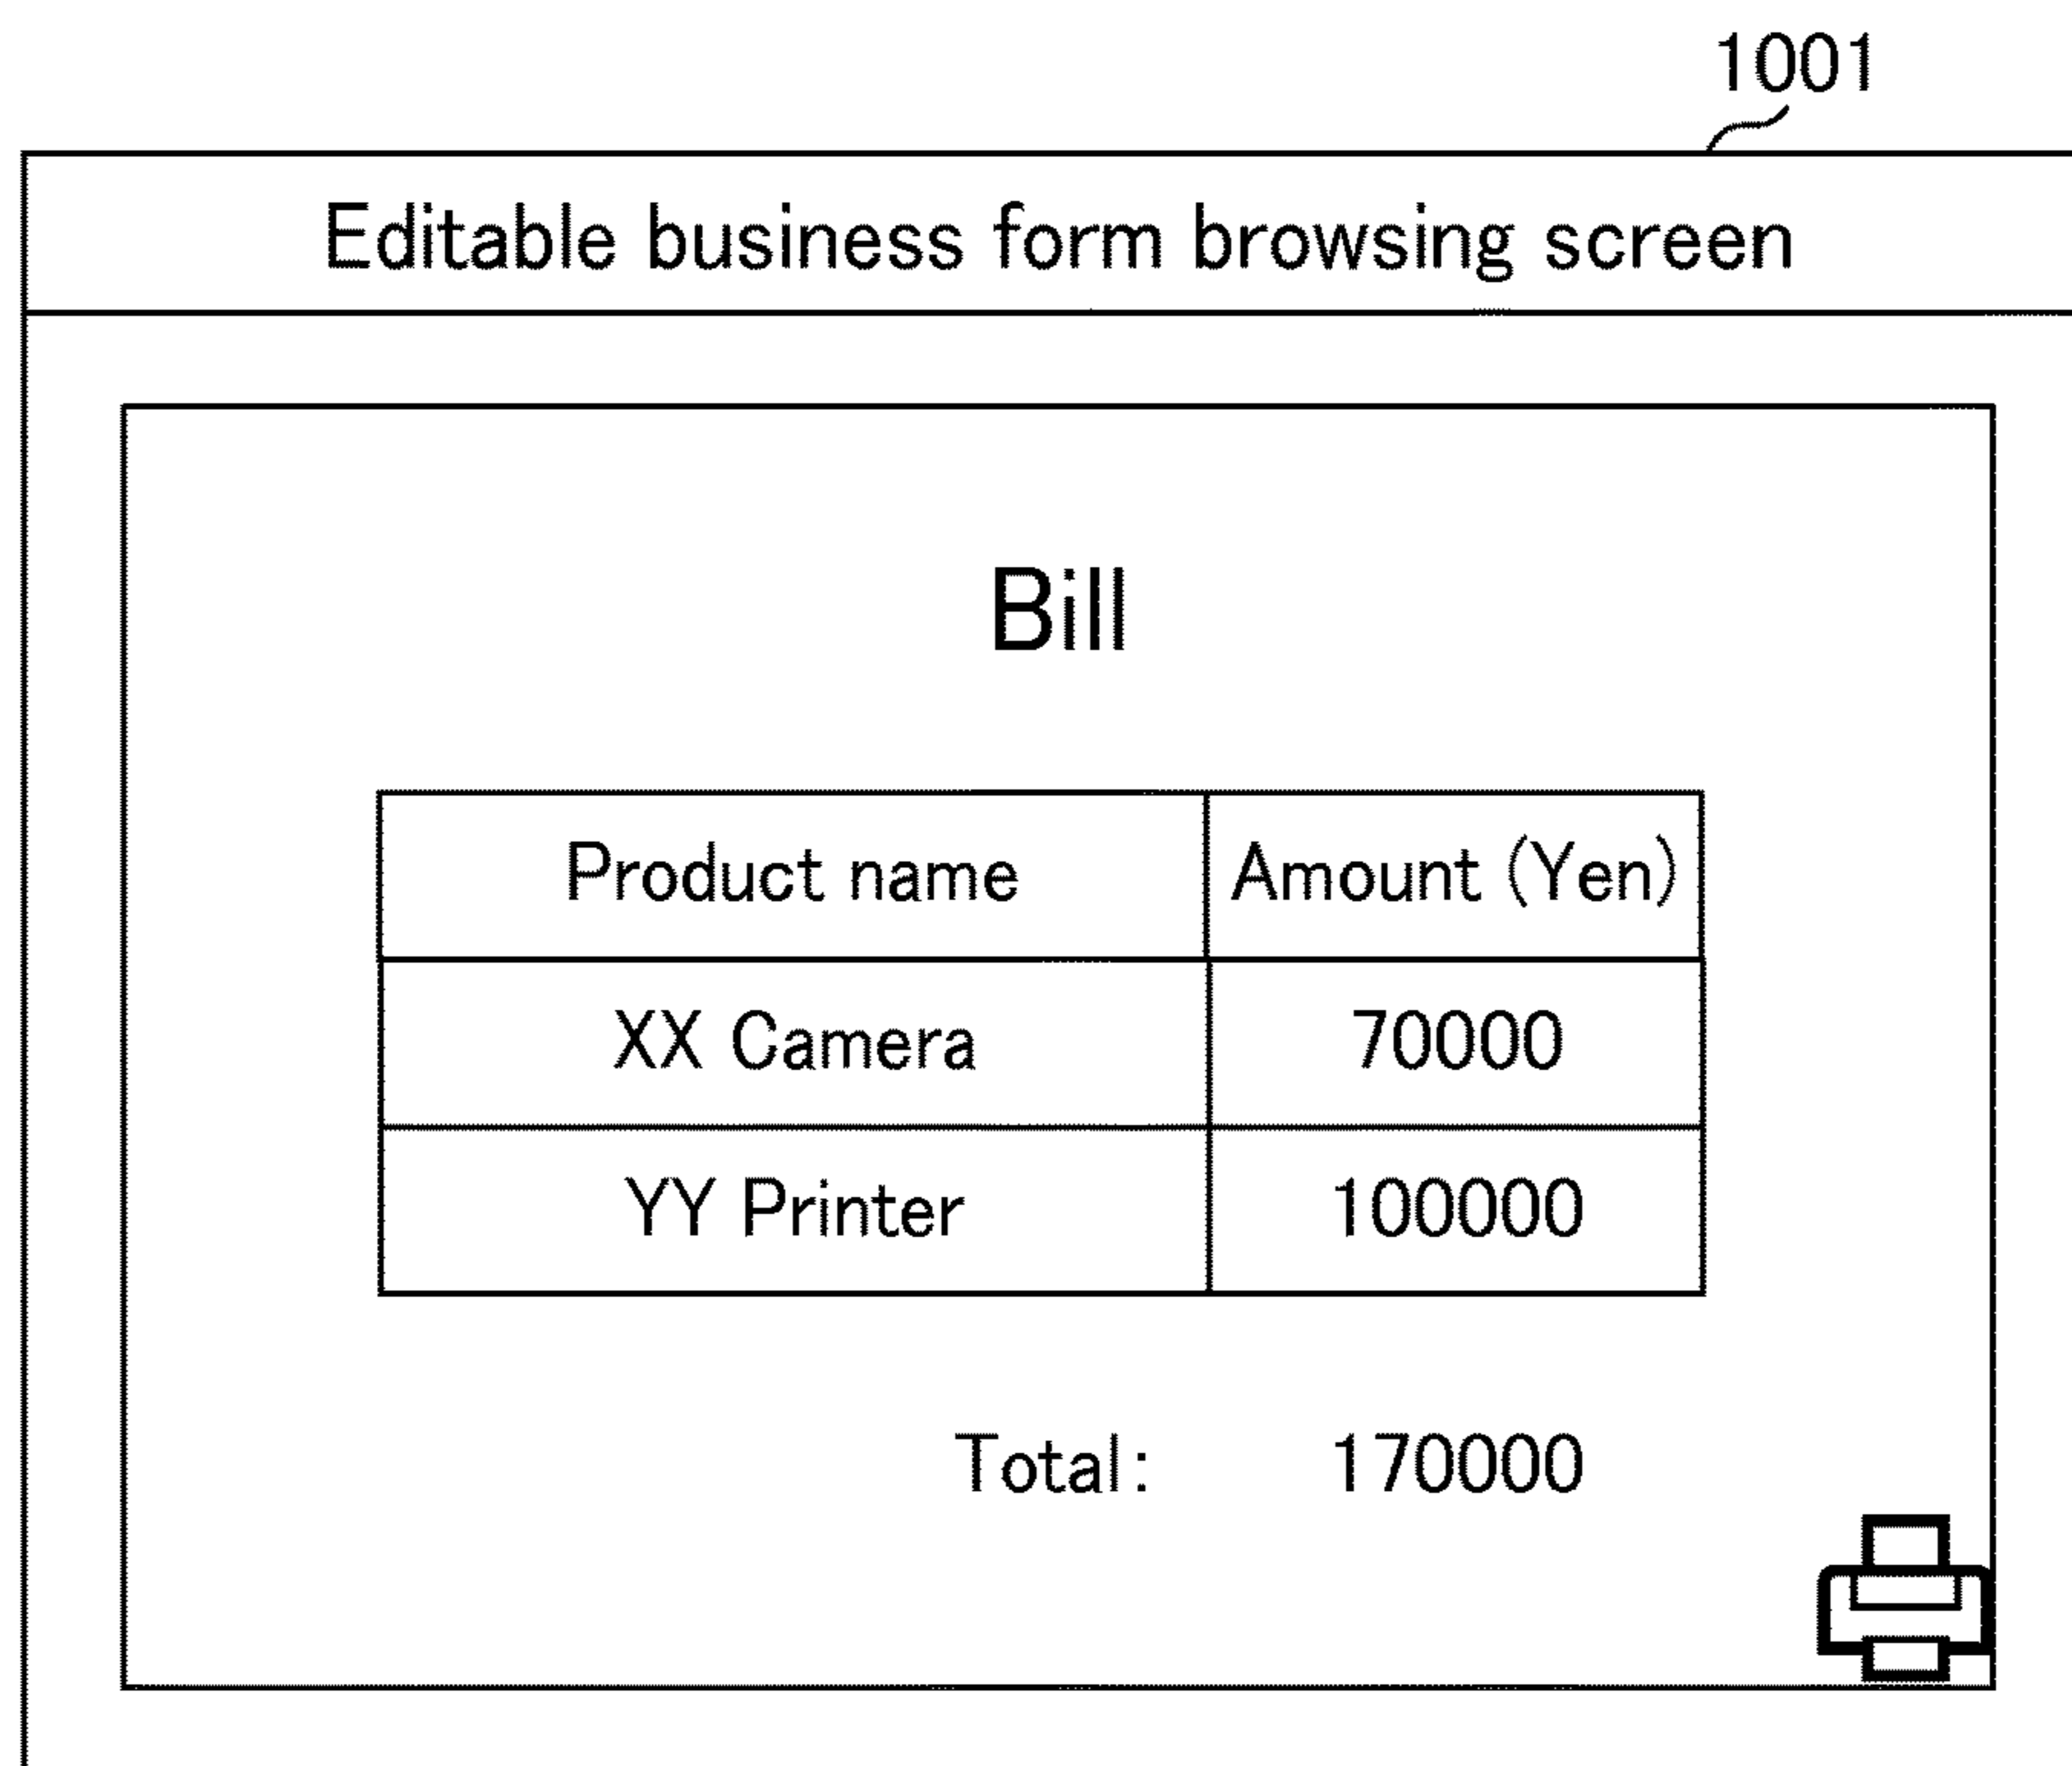 1001
Editable business form browsing screen
Bill
Product name Amount (Yen)
XX Camera 70000
YY Printer 100000
Total: 170000